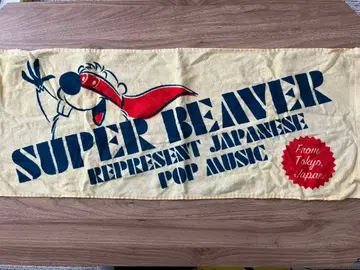 SUPER BEAVER
REPRESENT JAPANESE
POP MUSIC
From
Tokyo,
Japan.